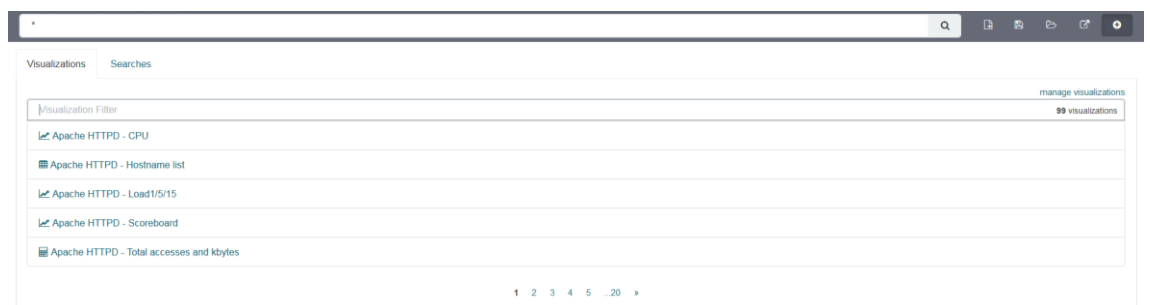 *
Visualizations Searches
manage visualizations
Visualization Filter 99 visualizations
Apache HTTPD - CPU
Apache HTTPD - Hostname list
Apache HTTPD - Load1/5/15
Apache HTTPD - Scoreboard
Apache HTTPD - Total accesses and kbytes
1 2 3 4 5 ...20 »